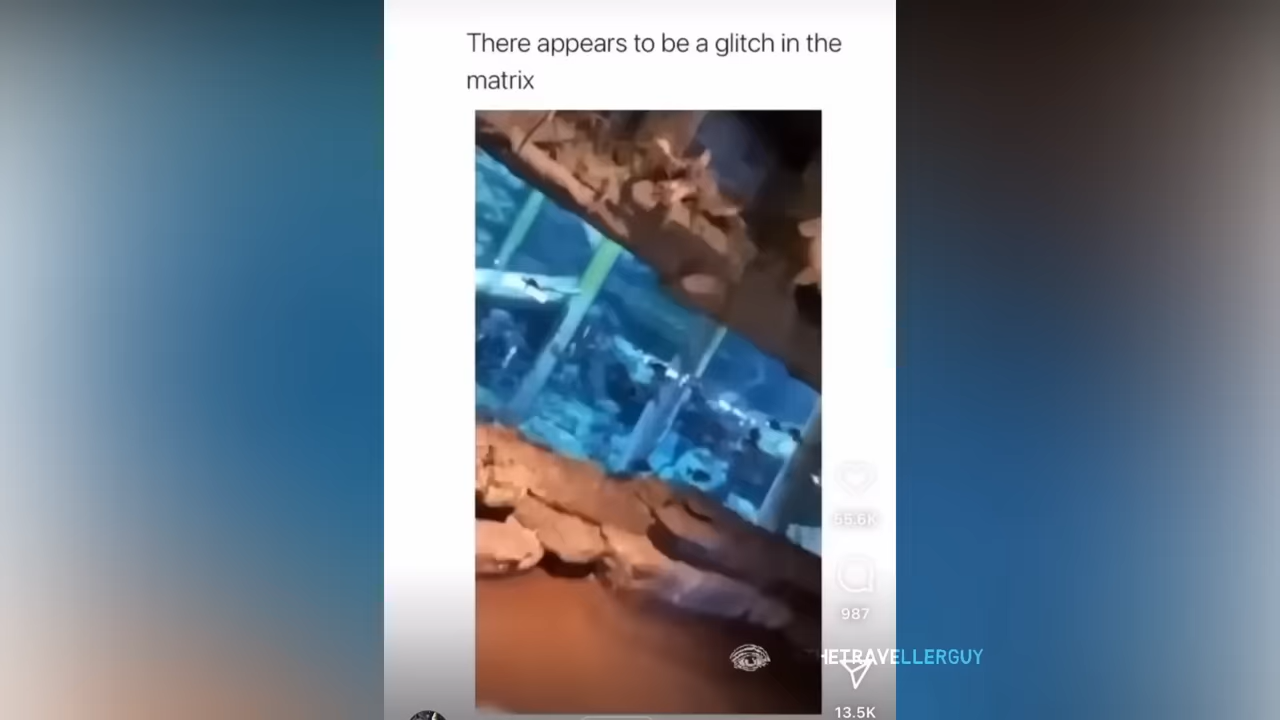 There appears to be a glitch in the
matrix
55.6K
987
HETRAVELLERGUY
13.5K